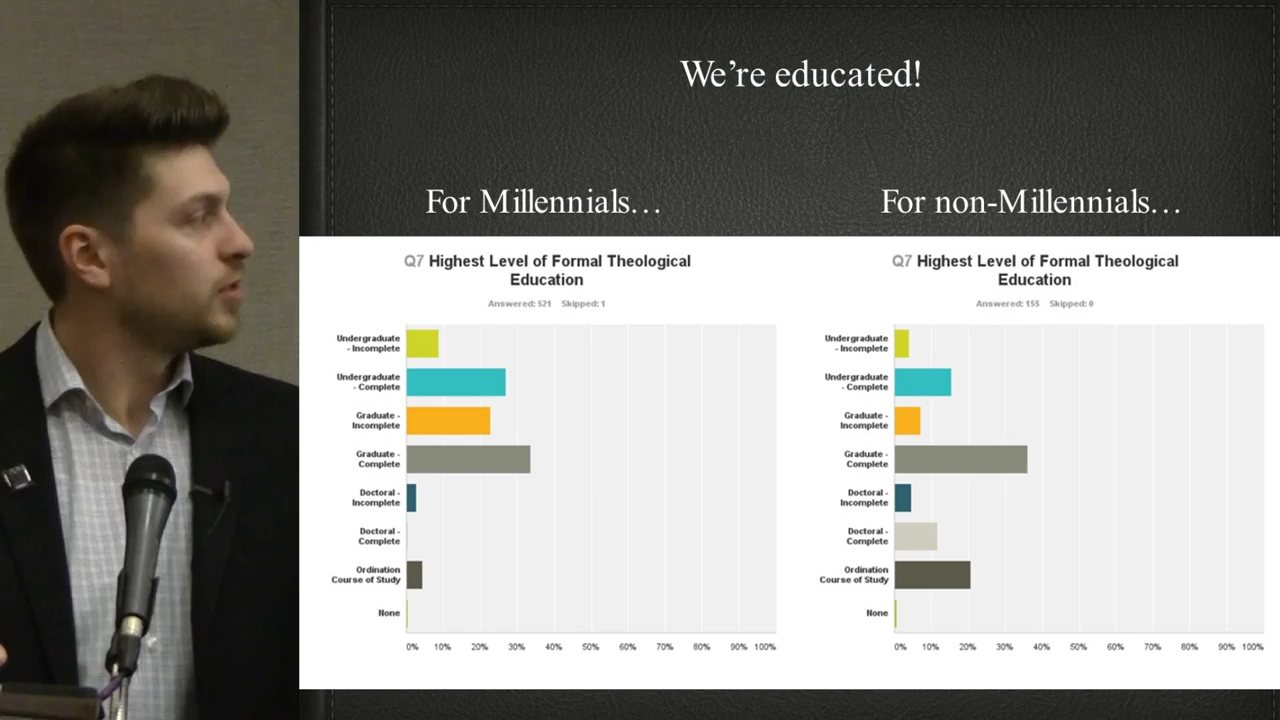 We're educated!
For Millennials…
For non-Millennials…
Q7 Highest Level of Formal Theological
Education
Answered: 521 Skipped: 1
Undergraduate
- Incomplete
Undergraduate
- Complete
Graduate -
Incomplete
Graduate -
Complete
Doctoral -
Incomplete
Doctoral -
Complete
Ordination
Course of Study
None
0% 10% 20% 30% 40% 50% 60% 70% 80% 90% 100%
Q7 Highest Level of Formal Theological
Education
Answered: 155 Skipped: 0
Undergraduate
- Incomplete
Undergraduate
- Complete
Graduate -
Incomplete
Graduate -
Complete
Doctoral -
Incomplete
Doctoral -
Complete
Ordination
Course of Study
None
0% 10% 20% 30% 40% 50% 60% 70% 80% 90% 100%